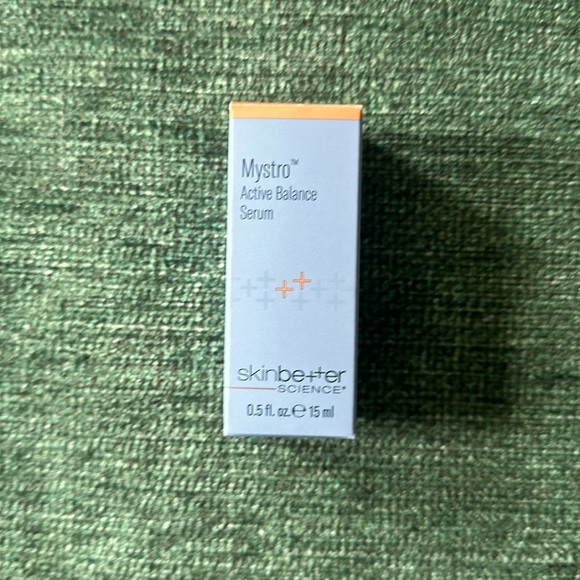 Mystro™
Active Balance
Serum
skinbetter
SCIENCE®
0.5 fl. oz. ℮ 15 ml